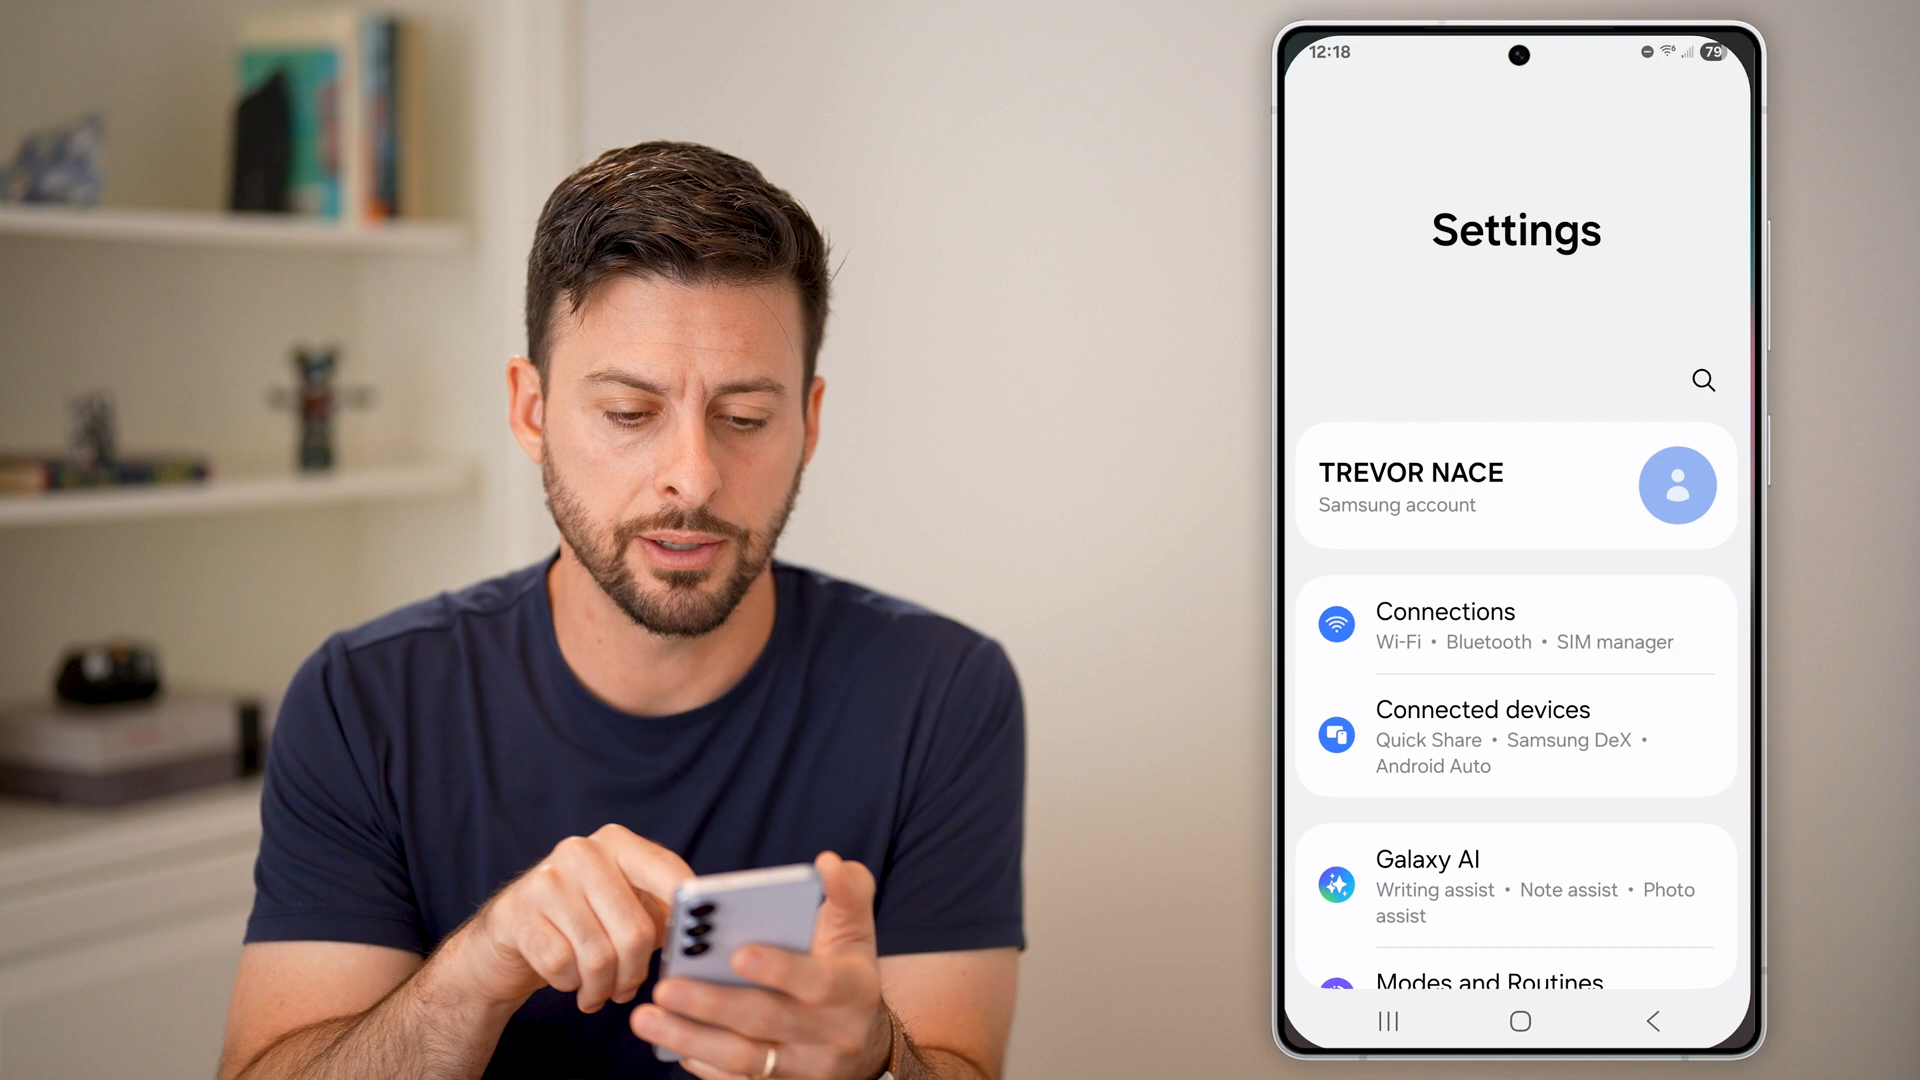 12:18
79
Settings
TREVOR NACE
Samsung account
Connections
Wi-Fi • Bluetooth • SIM manager
Connected devices
Quick Share • Samsung DeX •
Android Auto
Galaxy AI
Writing assist • Note assist • Photo
assist
Modes and Routines